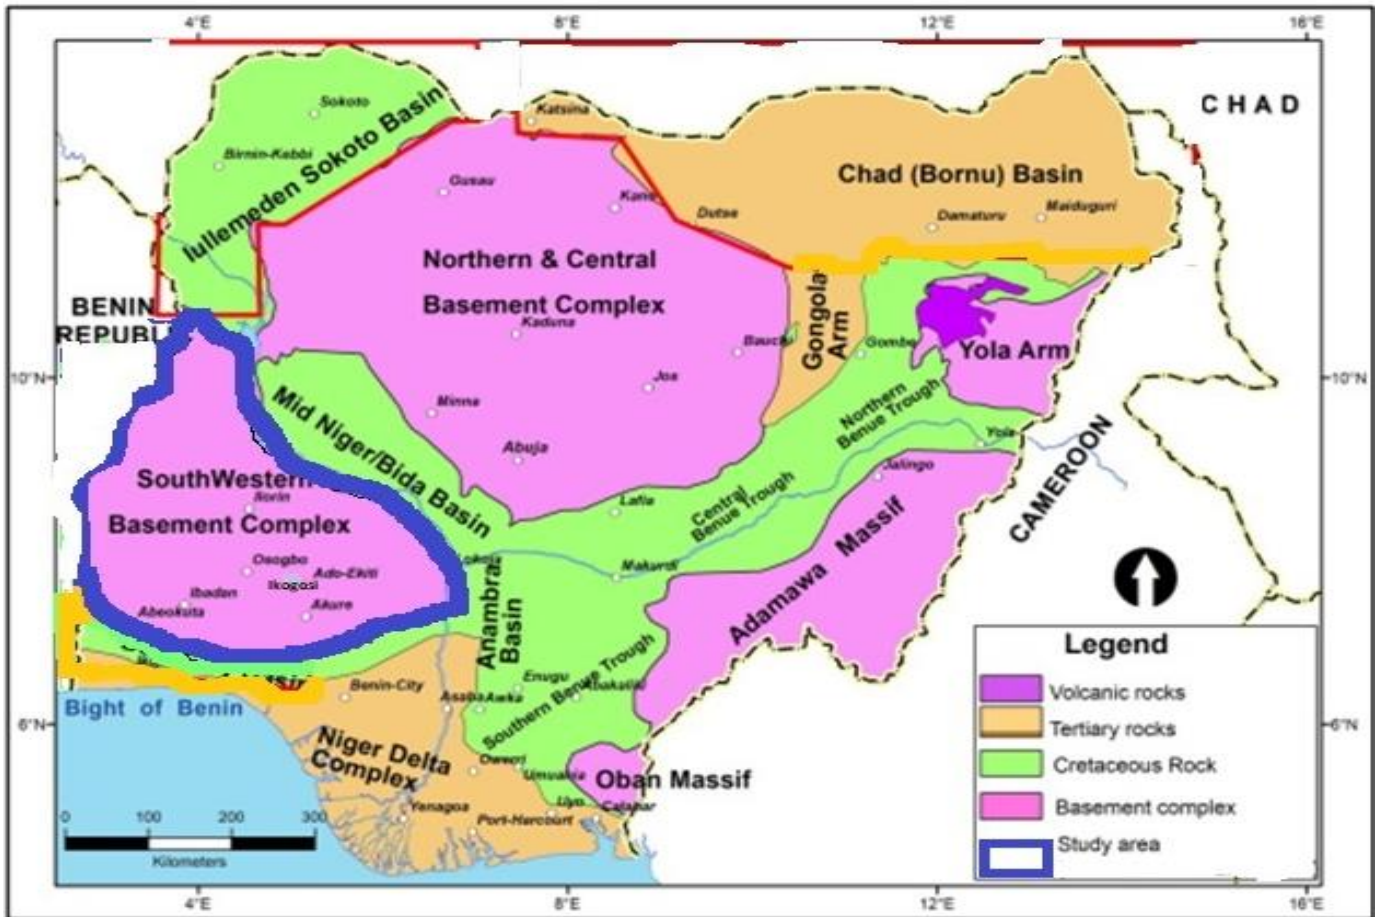 4°E
8°E
12°E
16°E
CHAD
Sokoto
Katsina
Birnin-Kebbi
Iullemeden Sokoto Basin
Gusau
Kano
Dutse
Chad (Bornu) Basin
Damaturu
Maiduguri
Northern & Central
Basement Complex
BENIN
REPUBL
Kaduna
Bauchi
Gongola
Arm
Gombe
Yola Arm
10°N
10°N
Jos
Minna
Mid Niger/Bida Basin
Abuja
Northern
Benue Trough
Yola
Jalingo
CAMEROON
SouthWestern
Ilorin
Basement Complex
Lafia
Central
Benue Trough
Osogbo
Ado-Ekiti
Ikogosi
Ibadan
Abeokuta
Akure
Makurdi
Adamawa Massif
Anambra
Basin
Enugu
Abakaliki
Southern Benue Trough
Benin-City
Asaba
Awka
Bight of Benin
6°N
6°N
Niger Delta
Complex
Owerri
Umuahia
Oban Massif
Uyo
Calabar
Yenagoa
Port-Harcourt
0 100 200 300
Kilometers
Legend
Volcanic rocks
Tertiary rocks
Cretaceous Rock
Basement complex
Study area
4°E
8°E
12°E
16°E